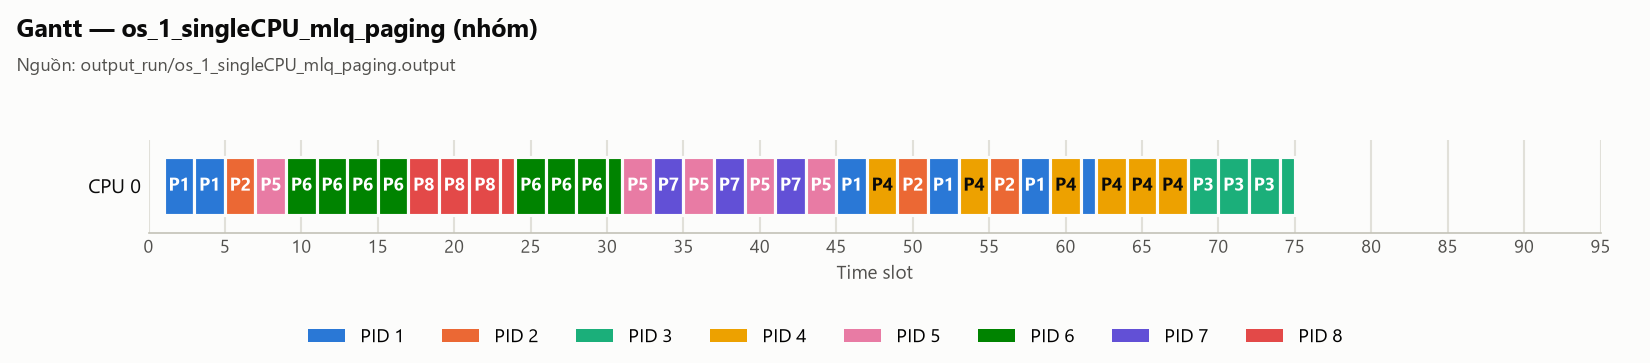 Gantt — os_1_singleCPU_mlq_paging (nhóm)
Nguồn: output_run/os_1_singleCPU_mlq_paging.output
CPU 0 P1 P1 P2 P5 P6 P6 P6 P6 P8 P8 P8 P6 P6 P6 P5 P7 P5 P7 P5 P7 P5 P1 P4 P2 P1 P4 P2 P1 P4 P4 P4 P4 P3 P3 P3
0 5 10 15 20 25 30 35 40 45 50 55 60 65 70 75 80 85 90 95
Time slot
PID 1 PID 2 PID 3 PID 4 PID 5 PID 6 PID 7 PID 8